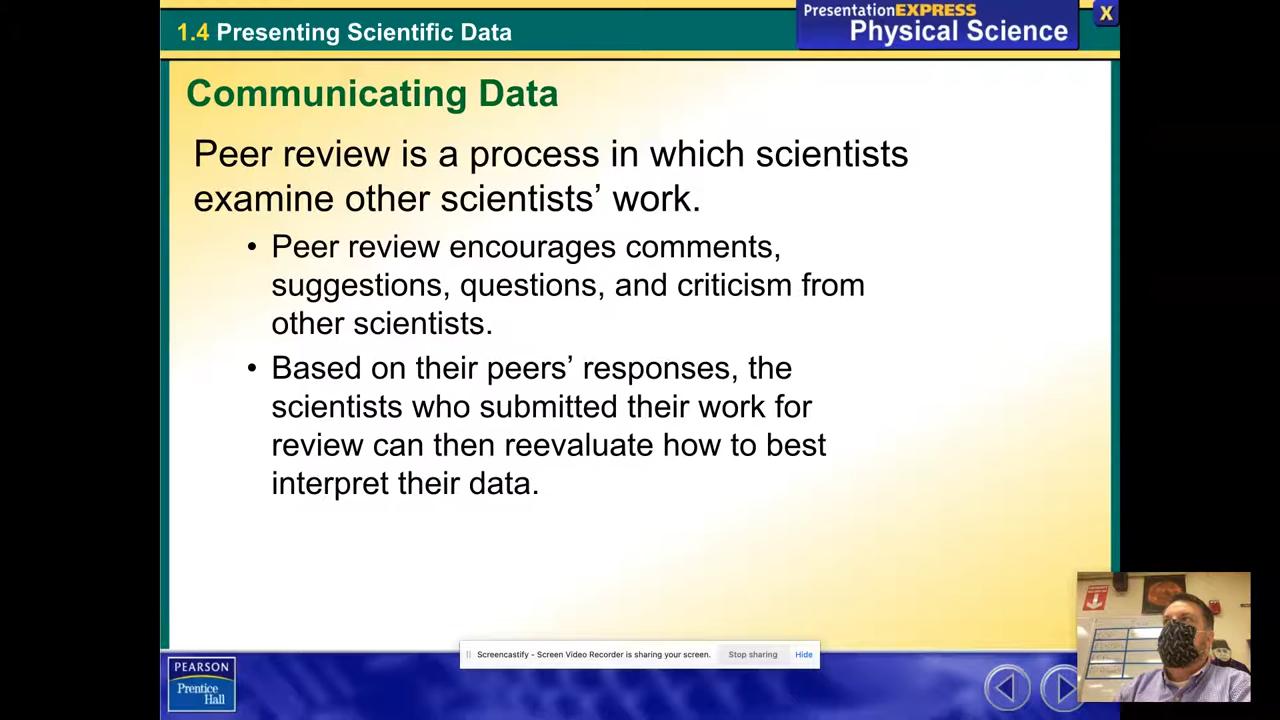 1.4 Presenting Scientific Data
PresentationEXPRESS
Physical Science
X
Communicating Data
Peer review is a process in which scientists
examine other scientists’ work.
• Peer review encourages comments,
suggestions, questions, and criticism from
other scientists.
• Based on their peers’ responses, the
scientists who submitted their work for
review can then reevaluate how to best
interpret their data.
Screencastify - Screen Video Recorder is sharing your screen. Stop sharing Hide
PEARSON
Prentice
Hall